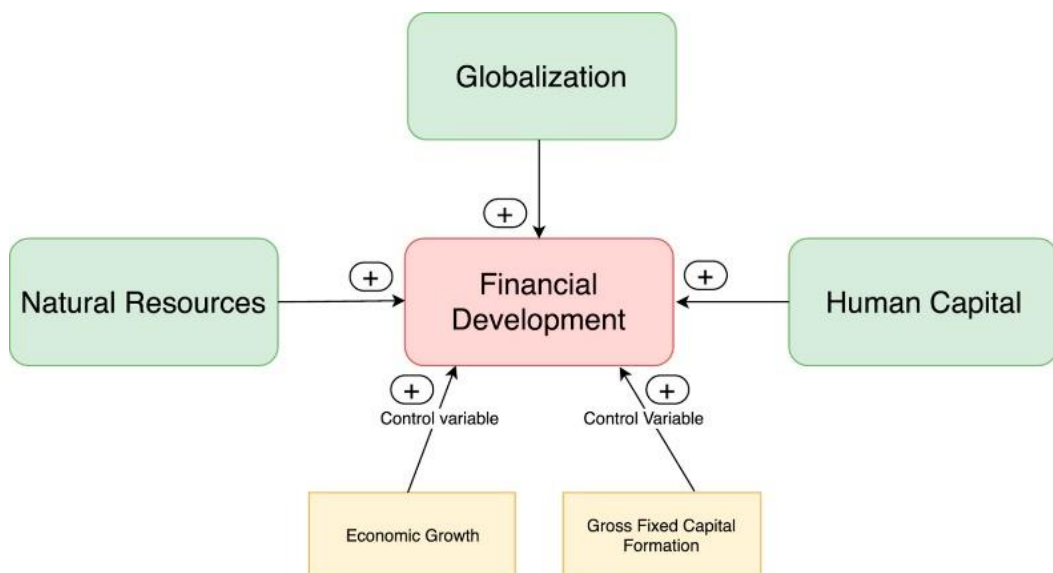 Globalization
+
Natural Resources
+
Financial
Development
+
Human Capital
+
Control variable
+
Control Variable
Economic Growth
Gross Fixed Capital
Formation